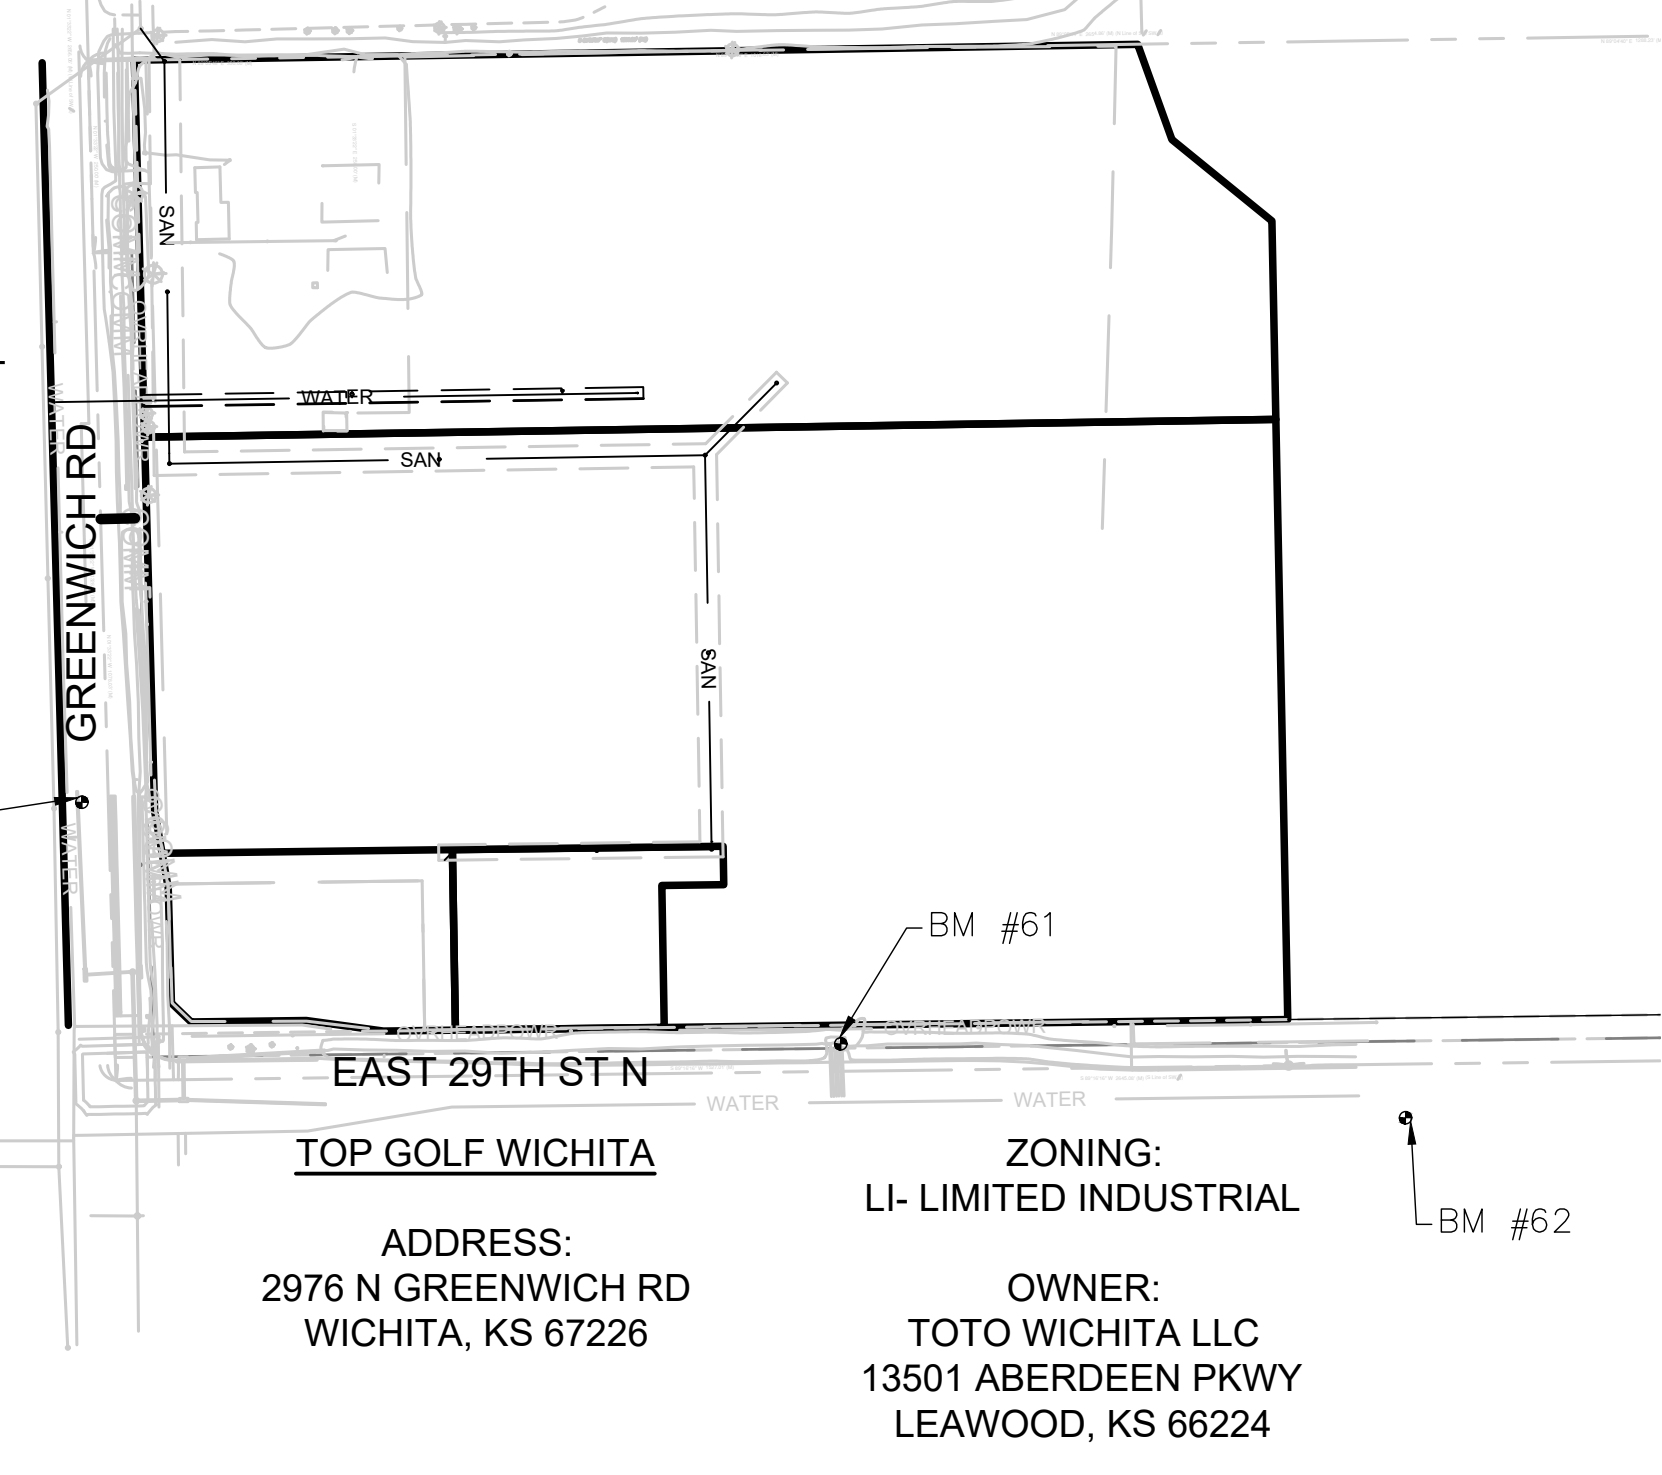 SAN
WATER
SAN
GREENWICH RD
WATER
SAN
WATER
BM #61
OVRHEADPOWR
OVRHEADPOWR
EAST 29TH ST N
WATER
WATER
TOP GOLF WICHITA
ADDRESS:
2976 N GREENWICH RD
WICHITA, KS 67226
ZONING:
LI- LIMITED INDUSTRIAL
OWNER:
TOTO WICHITA LLC
13501 ABERDEEN PKWY
LEAWOOD, KS 66224
BM #62